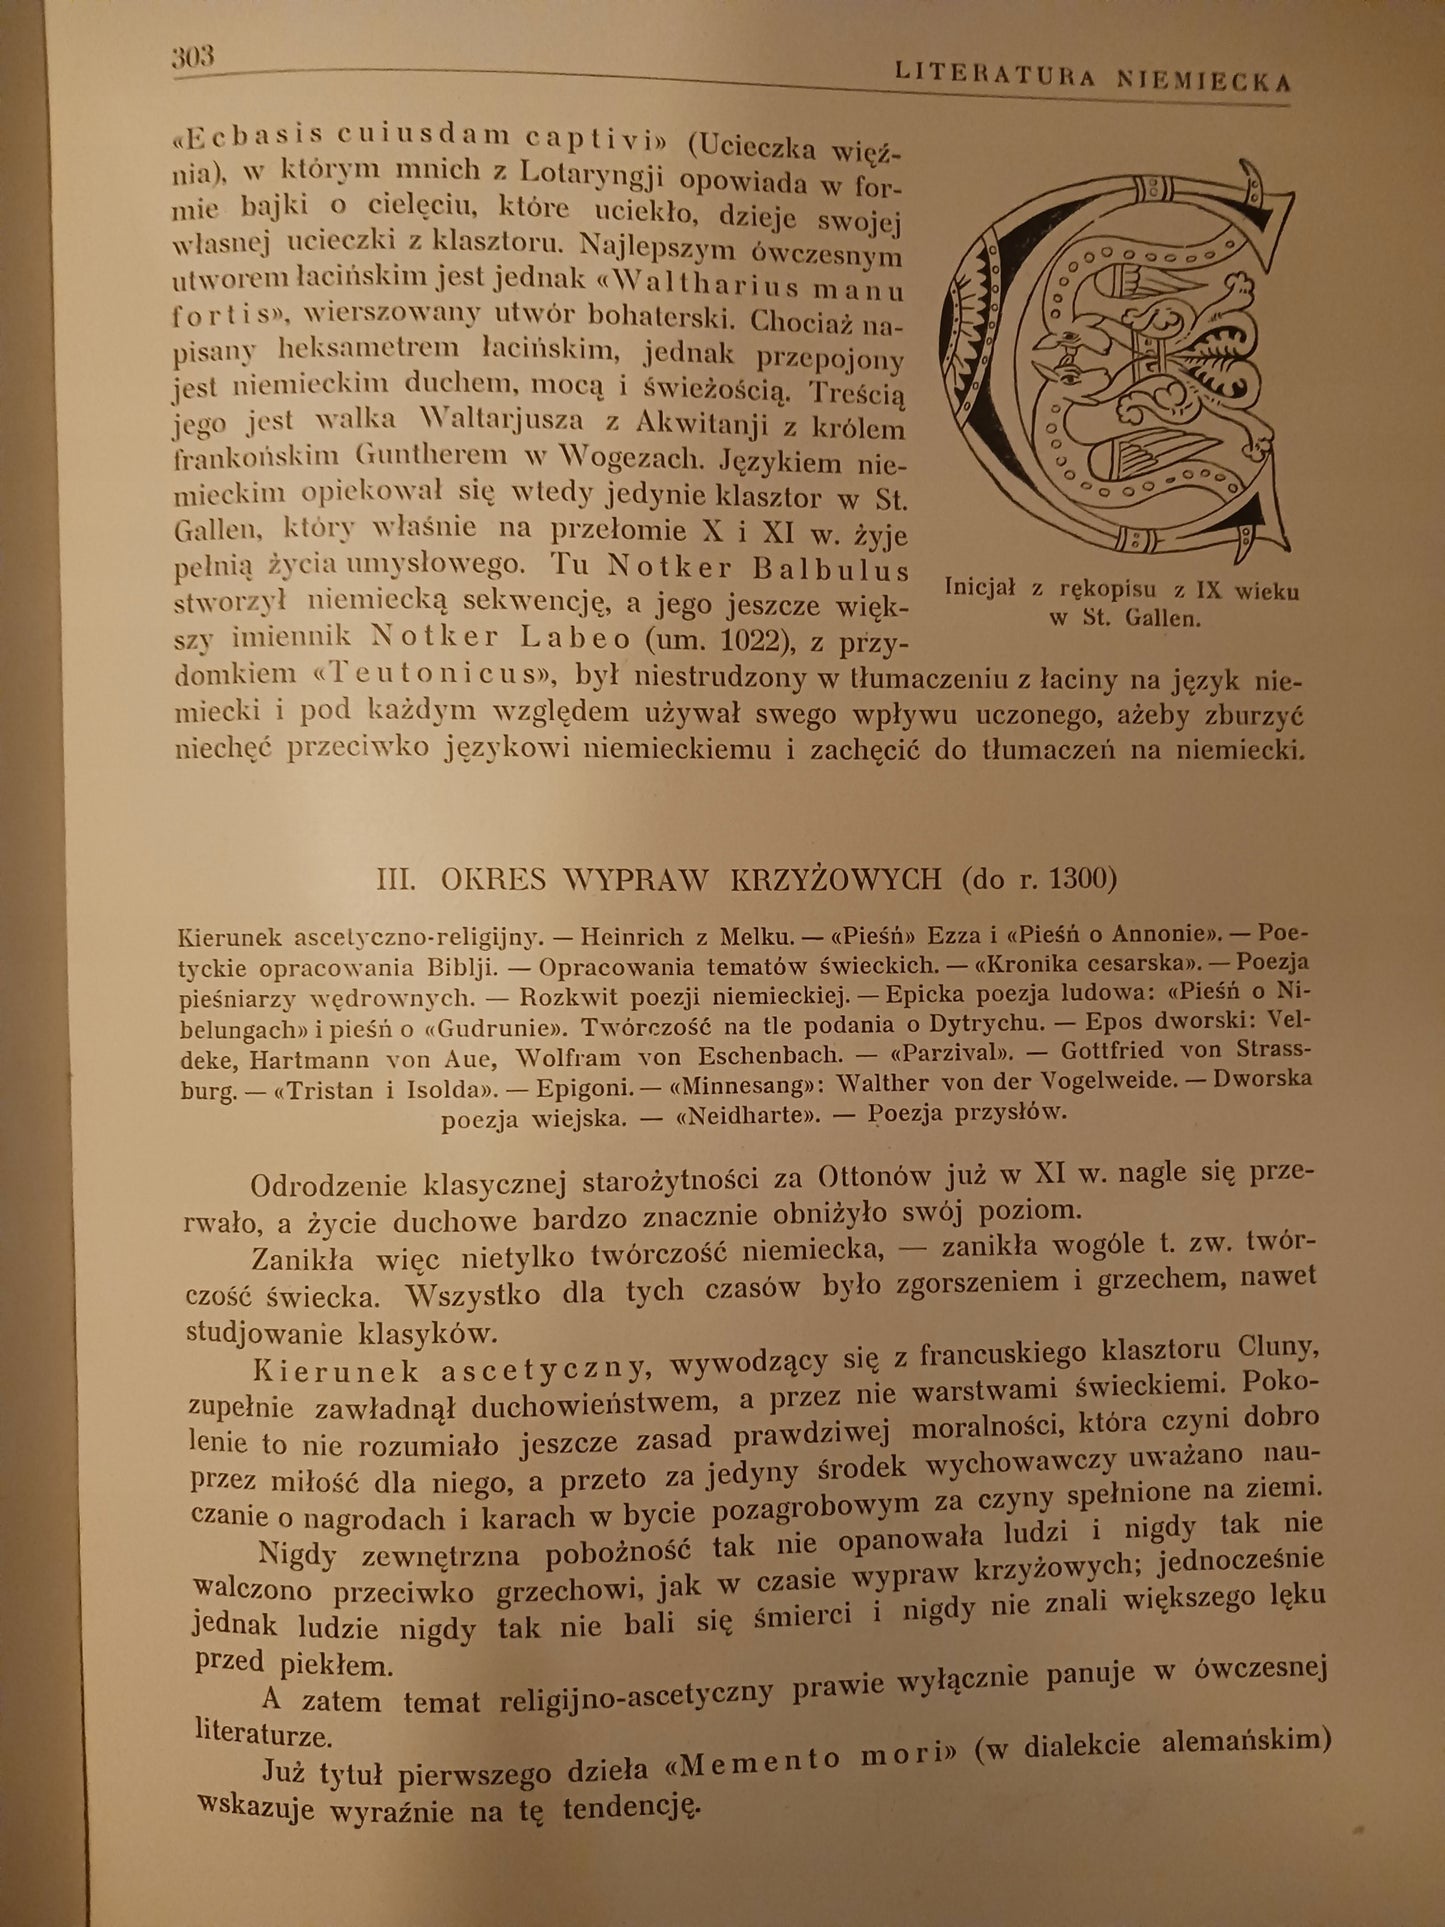 303
LITERATURA NIEMIECKA
«Ecbasis cuiusdam captivi» (Ucieczka więź-
nia), w którym mnich z Lotaryngji opowiada w for-
mie bajki o cielęciu, które uciekło, dzieje swojej
własnej ucieczki z klasztoru. Najlepszym ówczesnym
utworem łacińskim jest jednak «Waltharius manu
fortis», wierszowany utwór bohaterski. Chociaż na-
pisany heksametrem łacińskim, jednak przepojony
jest niemieckim duchem, mocą i świeżością. Treścią
jego jest walka Waltarjusza z Akwitanji z królem
frankońskim Guntherem w Wogezach. Językiem nie-
mieckim opiekował się wtedy jedynie klasztor w St.
Gallen, który właśnie na przełomie X i XI w. żyje
pełnią życia umysłowego. Tu Notker Balbulus
stworzył niemiecką sekwencję, a jego jeszcze więk-
szy imiennik Notker Labeo (um. 1022), z przy-
domkiem «Teutonicus», był niestrudzony w tłumaczeniu z łaciny na język nie-
miecki i pod każdym względem używał swego wpływu uczonego, ażeby zburzyć
niechęć przeciwko językowi niemieckiemu i zachęcić do tłumaczeń na niemiecki.
Inicjał z rękopisu z IX wieku
w St. Gallen.
III. OKRES WYPRAW KRZYŻOWYCH (do r. 1300)
Kierunek ascetyczno-religijny. — Heinrich z Melku. — «Pieśń» Ezza i «Pieśń o Annonie». — Poe-
tyckie opracowania Biblji. — Opracowania tematów świeckich. — «Kronika cesarska». — Poezja
pieśniarzy wędrownych. — Rozkwit poezji niemieckiej. — Epicka poezja ludowa: «Pieśń o Ni-
belungach» i pieśń o «Gudrunie». Twórczość na tle podania o Dytrychu. — Epos dworski: Vel-
deke, Hartmann von Aue, Wolfram von Eschenbach. — «Parzival». — Gottfried von Strass-
burg. — «Tristan i Isolda». — Epigoni. — «Minnesang»: Walther von der Vogelweide. — Dworska
poezja wiejska. — «Neidharte». — Poezja przysłów.
Odrodzenie klasycznej starożytności za Ottonów już w XI w. nagle się prze-
rwało, a życie duchowe bardzo znacznie obniżyło swój poziom.
Zanikła więc nietylko twórczość niemiecka, — zanikła wogóle t. zw. twór-
czość świecka. Wszystko dla tych czasów było zgorszeniem i grzechem, nawet
studjowanie klasyków.
Kierunek ascetyczny, wywodzący się z francuskiego klasztoru Cluny,
zupełnie zawładnął duchowieństwem, a przez nie warstwami świeckiemi. Poko-
lenie to nie rozumiało jeszcze zasad prawdziwej moralności, która czyni dobro
przez miłość dla niego, a przeto za jedyny środek wychowawczy uważano nau-
czanie o nagrodach i karach w bycie pozagrobowym za czyny spełnione na ziemi.
Nigdy zewnętrzna pobożność tak nie opanowała ludzi i nigdy tak nie
walczono przeciwko grzechowi, jak w czasie wypraw krzyżowych; jednocześnie
jednak ludzie nigdy tak nie bali się śmierci i nigdy nie znali większego lęku
przed piekłem.
A zatem temat religijno-ascetyczny prawie wyłącznie panuje w ówczesnej
literaturze.
Już tytuł pierwszego dzieła «Memento mori» (w dialekcie alemańskim)
wskazuje wyraźnie na tę tendencję.